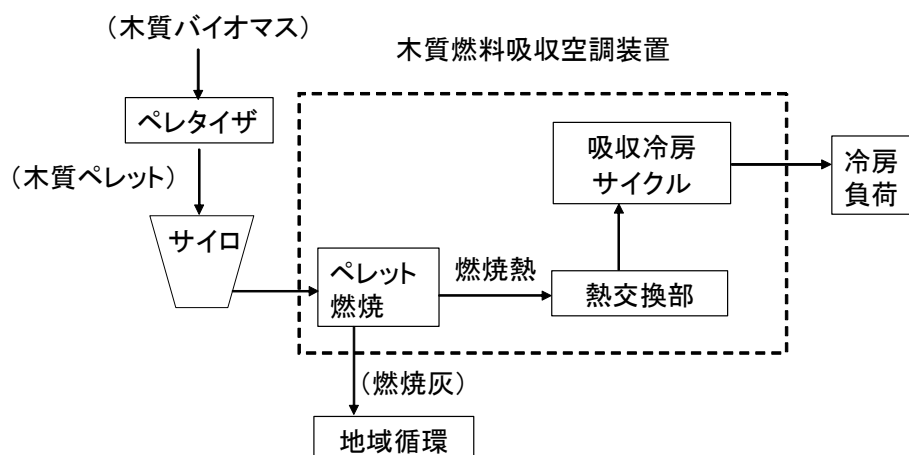 (木質バイオマス)
木質燃料吸収空調装置
ペレタイザ
(木質ペレット)
吸収冷房
サイクル
冷房
負荷
サイロ
ペレット
燃焼
燃焼熱
熱交換部
(燃焼灰)
地域循環